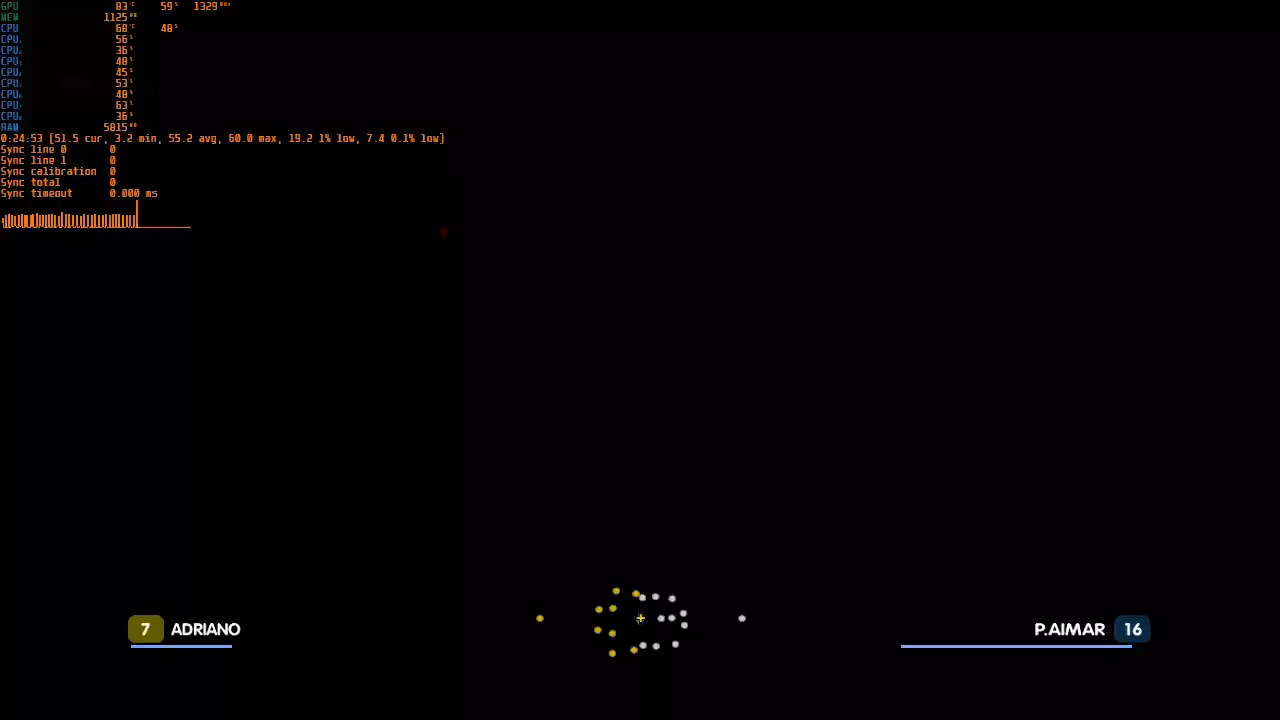 GPU 83°C 59% 1329MHz
MEM 1125MB
CPU 68°C 48%
CPU1 56%
CPU2 36%
CPU3 48%
CPU4 45%
CPU5 53%
CPU6 48%
CPU7 63%
CPU8 36%
RAM 5815MB
0:24:53 [51.5 cur, 3.2 min, 55.2 avg, 60.0 max, 19.2 1% low, 7.4 0.1% low]
Sync line 0 0
Sync line 1 0
Sync calibration 0
Sync total 0
Sync timeout 0.000 ms
7 ADRIANO
P.AIMAR 16